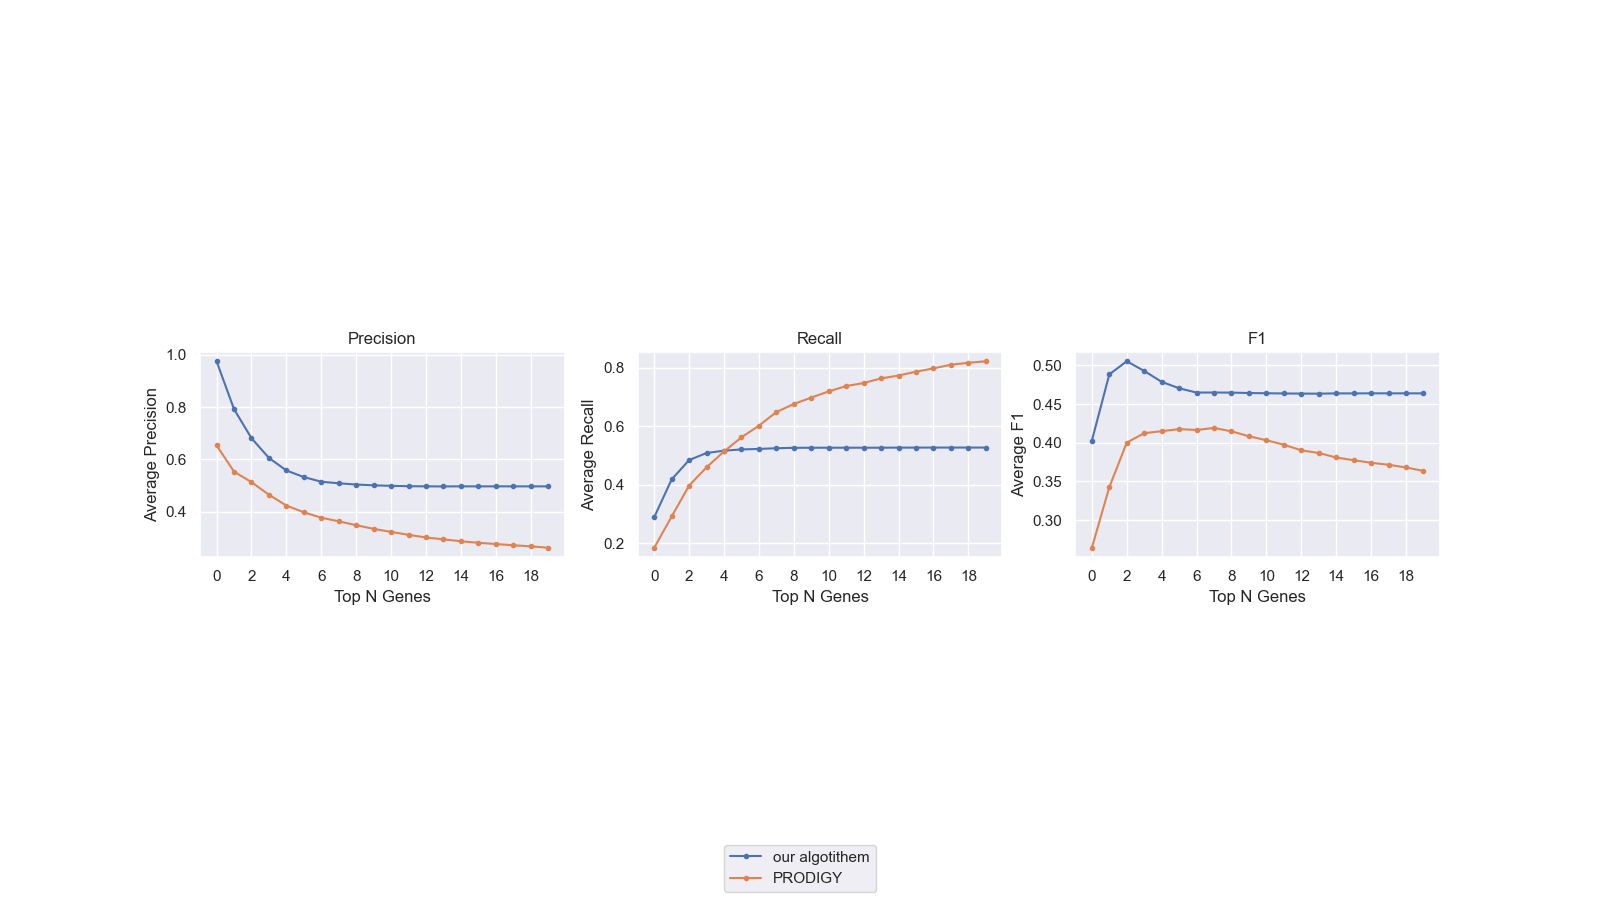 Precision
Recall
F1
Average Precision
1.0
0.8
0.6
0.4
0 2 4 6 8 10 12 14 16 18
Top N Genes
Average Recall
0.8
0.6
0.4
0.2
0 2 4 6 8 10 12 14 16 18
Top N Genes
Average F1
0.50
0.45
0.40
0.35
0.30
0 2 4 6 8 10 12 14 16 18
Top N Genes
our algotithem
PRODIGY